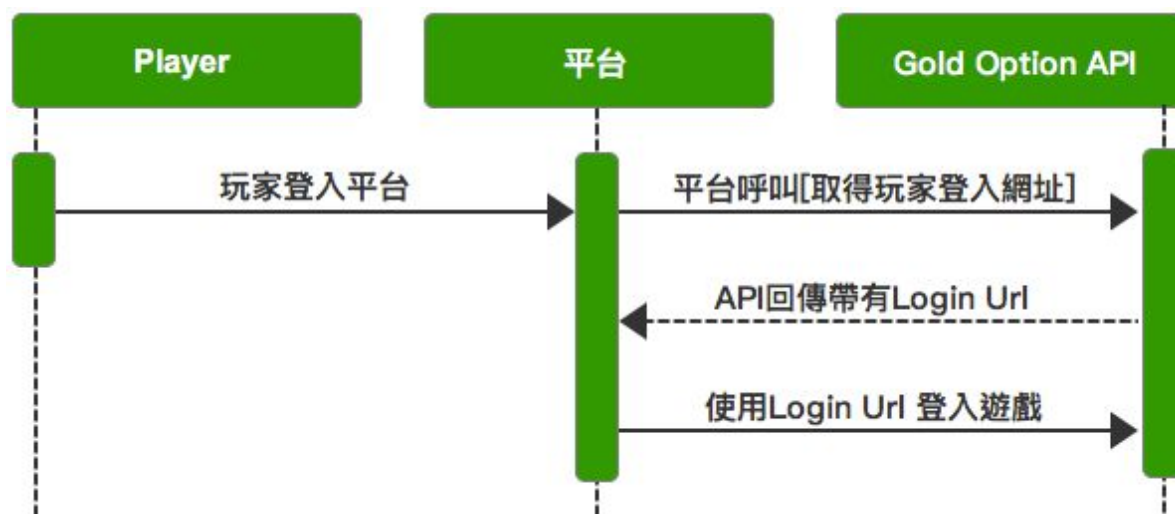 Player
平台
Gold Option API
玩家登入平台
平台呼叫[取得玩家登入網址]
API回傳帶有Login Url
使用Login Url 登入遊戲